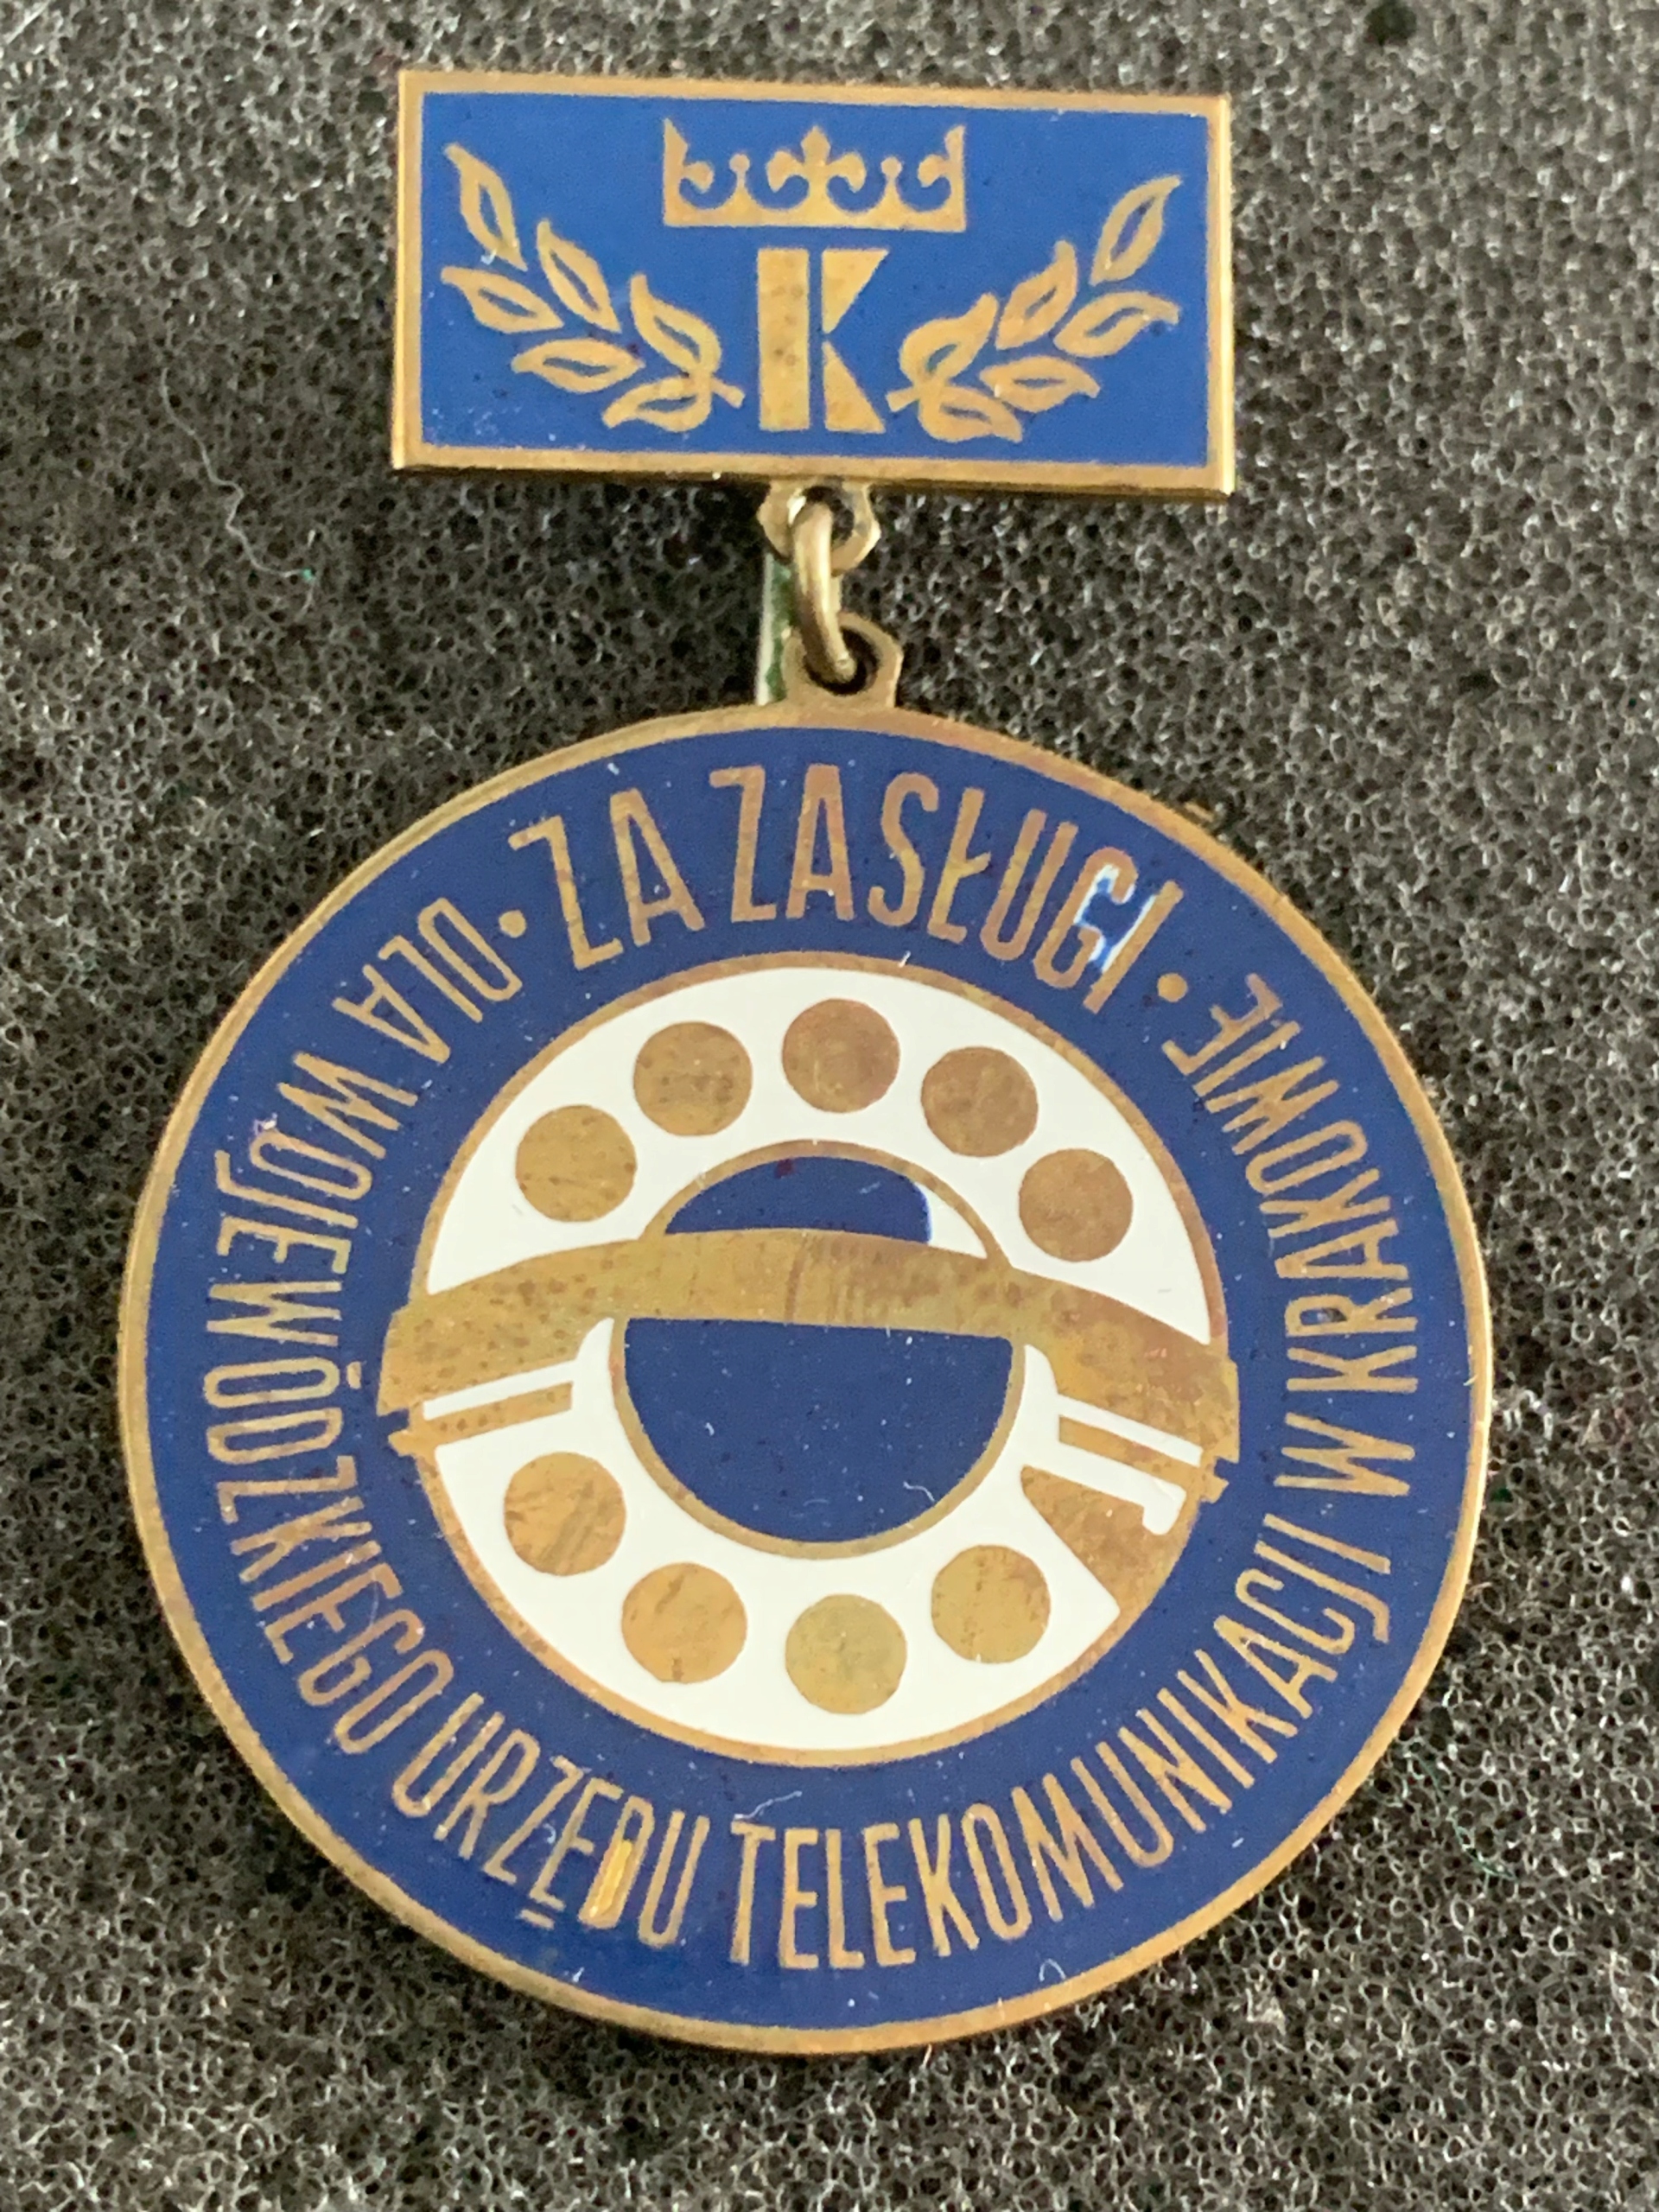 K
· ZA ZASŁUGI ·
DLA WOJEWÓDZKIEGO URZĘDU TELEKOMUNIKACJI W KRAKOWIE